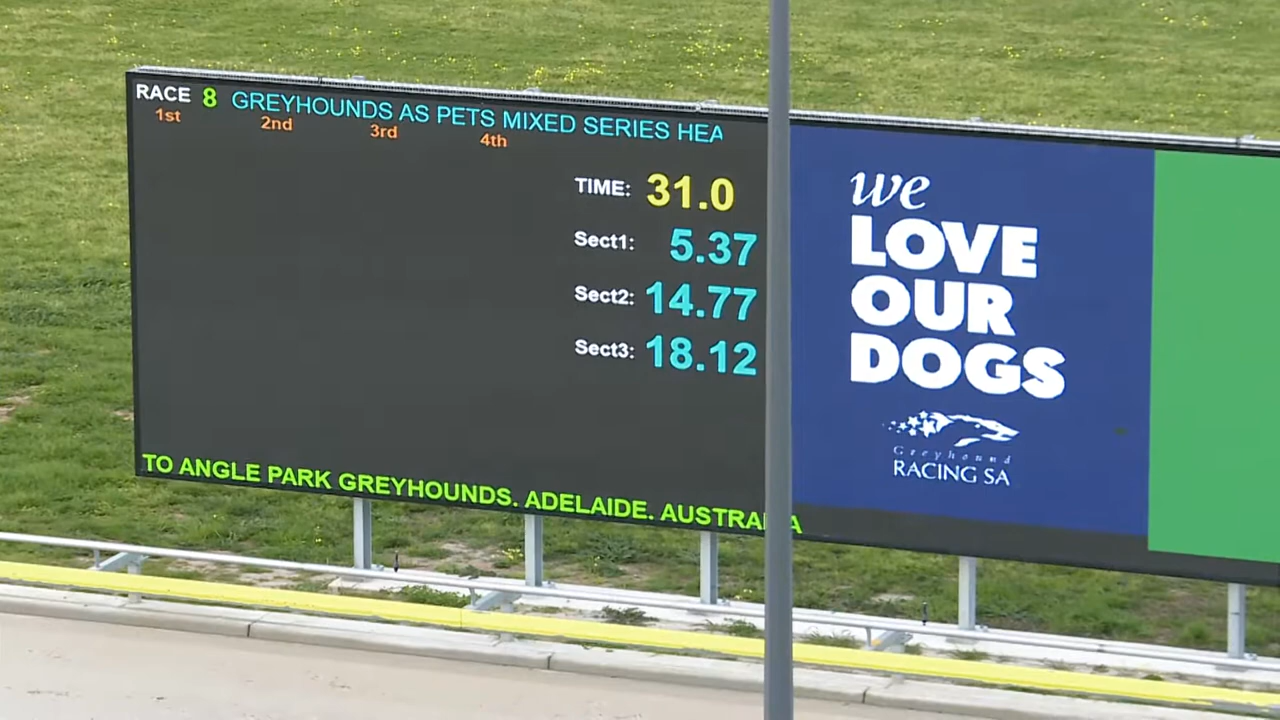 RACE 8 GREYHOUNDS AS PETS MIXED SERIES HEA
1st 2nd 3rd 4th
TIME: 31.0
Sect1: 5.37
Sect2: 14.77
Sect3: 18.12
TO ANGLE PARK GREYHOUNDS. ADELAIDE. AUSTRALIA
we
LOVE
OUR
DOGS
Greyhound
RACING SA